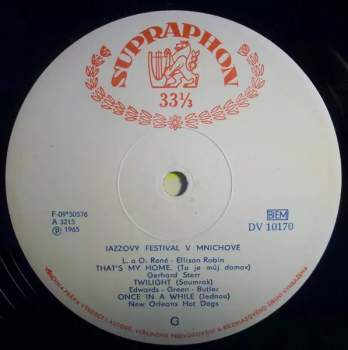 SUPRAPHON
33⅓
F-09*50576
A 3215
Ⓟ 1965
BIEM
DV 10170
JAZZOVÝ FESTIVAL V MNICHOVĚ
L. a O. René - Ellison Robin
THAT'S MY HOME. (To je můj domov)
Gerhard Sterr
TWILIGHT (Soumrak)
Edwards - Green - Butler
ONCE IN A WHILE (Jednou)
New Orleans Hot Dogs
G